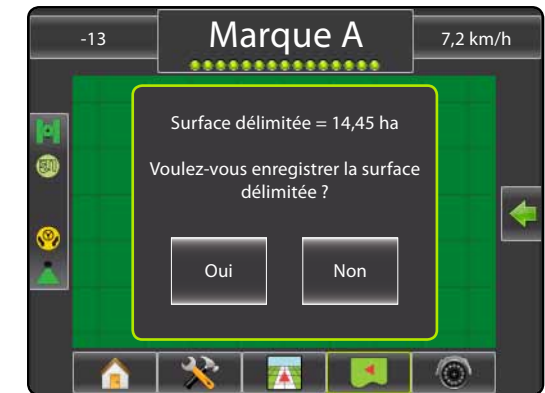 -13
Marque A
7,2 km/h
Surface délimitée = 14,45 ha
Voulez-vous enregistrer la surface
délimitée ?
Oui
Non